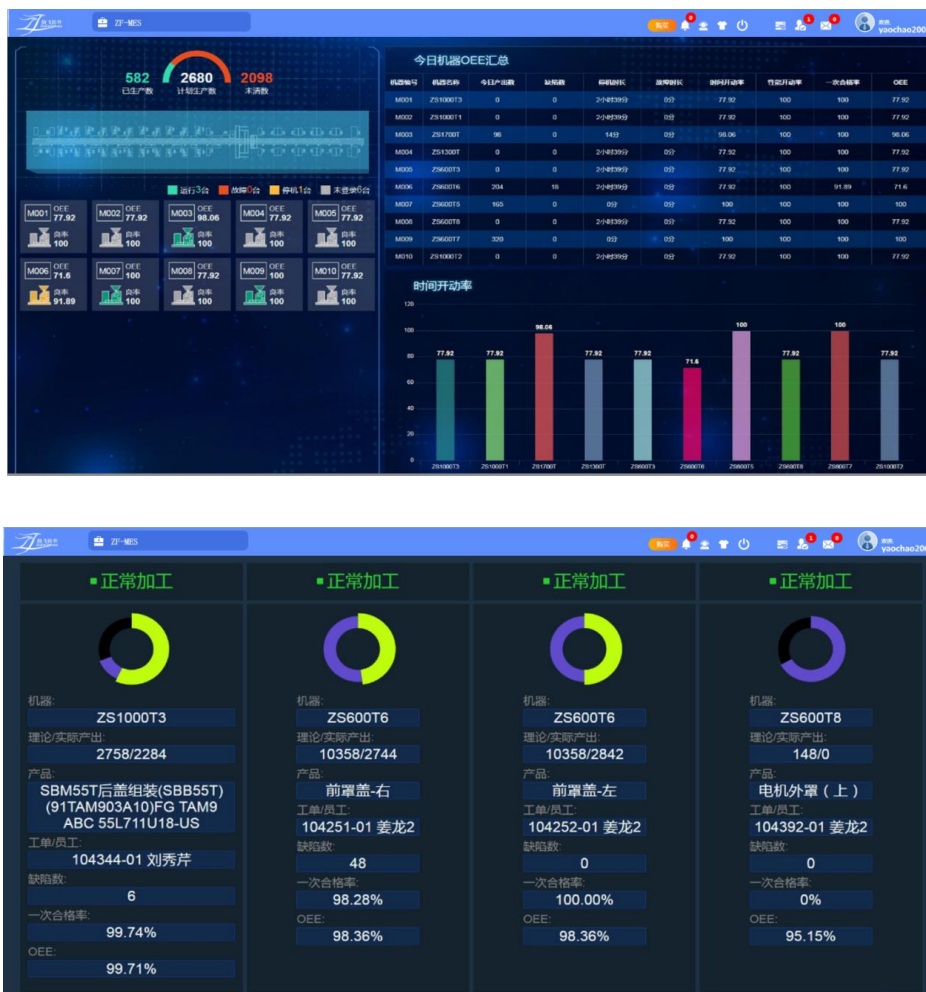 ZF-MES
购买
0
1
0
欢迎,
yaochao200
582
已生产数
2680
计划生产数
2098
未清数
运行3台 故障0台 停机1台 未登录6台
M001 OEE 77.92 良率 100
M002 OEE 77.92 良率 100
M003 OEE 98.06 良率 100
M004 OEE 77.92 良率 100
M005 OEE 77.92 良率 100
M006 OEE 71.6 良率 91.89
M007 OEE 100 良率 100
M008 OEE 77.92 良率 100
M009 OEE 100 良率 100
M010 OEE 77.92 良率 100
今日机器OEE汇总
机器编号 机器名称 今日产出数 缺陷数 停机时长 故障时长 时间开动率 性能开动率 一次合格率 OEE
M001 ZS1000T3 0 0 2小时39分 0分 77.92 100 100 77.92
M002 ZS1000T1 0 0 2小时39分 0分 77.92 100 100 77.92
M003 ZS1700T 98 0 14分 0分 98.06 100 100 98.06
M004 ZS1300T 0 0 2小时39分 0分 77.92 100 100 77.92
M005 ZS600T3 0 0 2小时39分 0分 77.92 100 100 77.92
M006 ZS600T6 204 18 2小时39分 0分 77.92 100 91.89 71.6
M007 ZS600T5 165 0 0分 0分 100 100 100 100
M008 ZS600T8 0 0 2小时39分 0分 77.92 100 100 77.92
M009 ZS600T7 320 0 0分 0分 100 100 100 100
M010 ZS1000T2 0 0 2小时39分 0分 77.92 100 100 77.92
时间开动率
120
100
80
60
40
20
0
77.92 77.92 98.06 77.92 77.92 71.6 100 77.92 100 77.92
ZS1000T3 ZS1000T1 ZS1700T ZS1300T ZS600T3 ZS600T6 ZS600T5 ZS600T8 ZS600T7 ZS1000T2
ZF-MES
购买
0
1
0
欢迎,
yaochao200
正常加工
机器:
ZS1000T3
理论/实际产出:
2758/2284
产品:
SBM55T后盖组装(SBB55T)
(91TAM903A10)FG TAM9
ABC 55L711U18-US
工单/员工:
104344-01 刘秀芹
缺陷数:
6
一次合格率:
99.74%
OEE:
99.71%
正常加工
机器:
ZS600T6
理论/实际产出:
10358/2744
产品:
前罩盖-右
工单/员工:
104251-01 姜龙2
缺陷数:
48
一次合格率:
98.28%
OEE:
98.36%
正常加工
机器:
ZS600T6
理论/实际产出:
10358/2842
产品:
前罩盖-左
工单/员工:
104252-01 姜龙2
缺陷数:
0
一次合格率:
100.00%
OEE:
98.36%
正常加工
机器:
ZS600T8
理论/实际产出:
148/0
产品:
电机外罩（上）
工单/员工:
104392-01 姜龙2
缺陷数:
0
一次合格率:
0%
OEE:
95.15%